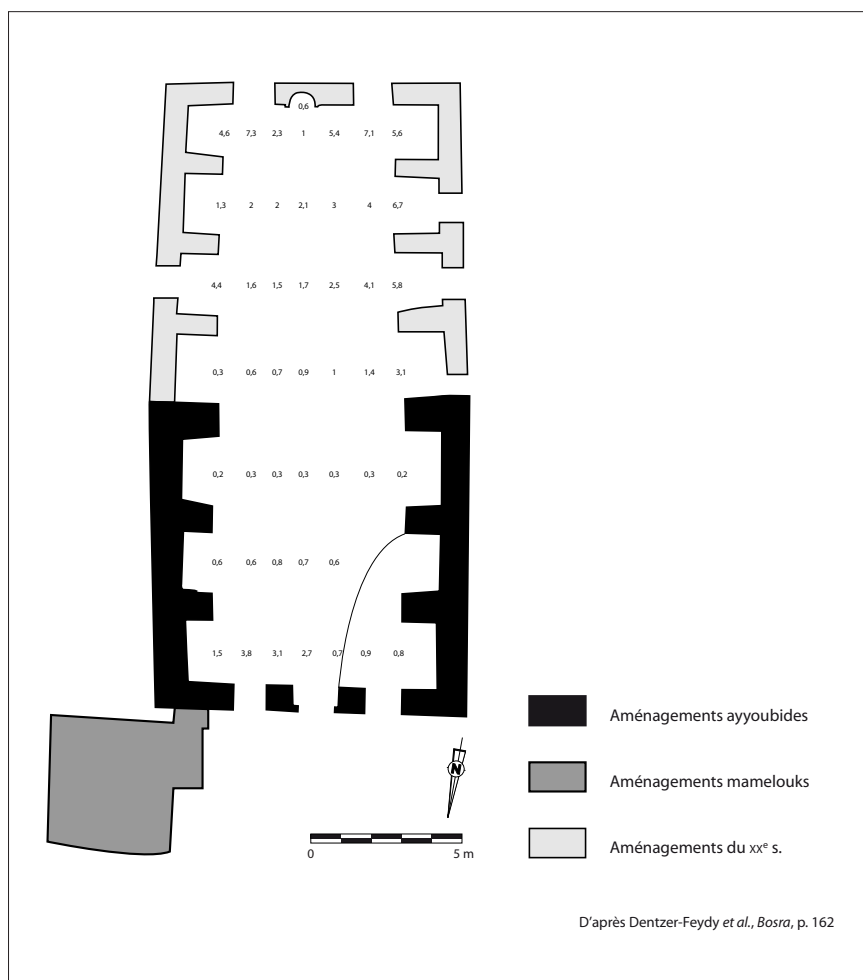 0,6
4,6 7,3 2,3 1 5,4 7,1 5,6
1,3 2 2 2,1 3 4 6,7
4,4 1,6 1,5 1,7 2,5 4,1 5,8
0,3 0,6 0,7 0,9 1 1,4 3,1
0,2 0,3 0,3 0,3 0,3 0,3 0,2
0,6 0,6 0,8 0,7 0,6
1,5 3,8 3,1 2,7 0,7 0,9 0,8
Aménagements ayyoubides
N
Aménagements mamelouks
0 5 m
Aménagements du XXe s.
D'après Dentzer-Feydy et al., Bosra, p. 162